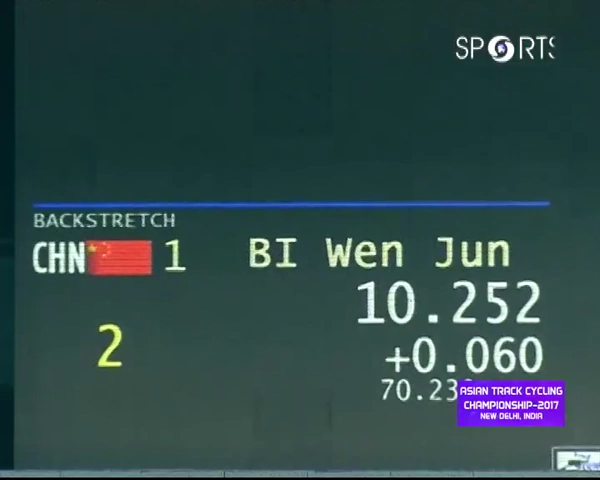 SPORTS
BACKSTRETCH
CHN 1 BI Wen Jun
10.252
2
+0.060
ASIAN TRACK CYCLING
CHAMPIONSHIP-2017
NEW DELHI, INDIA